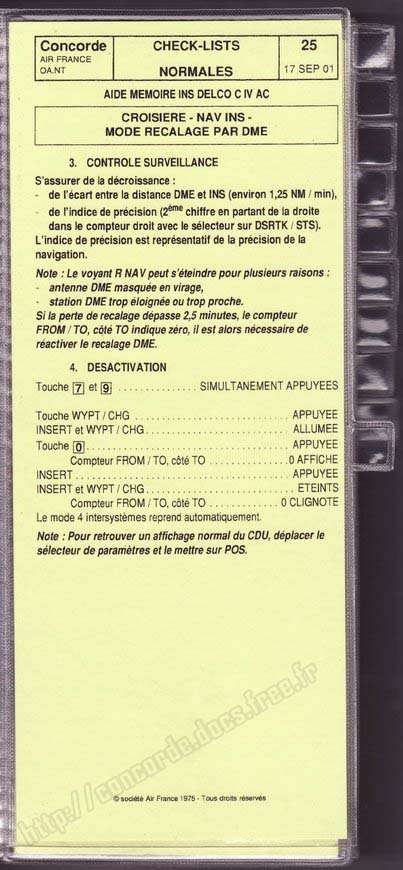 Concorde
AIR FRANCE
OA.NT
CHECK-LISTS
NORMALES
25
17 SEP 01
AIDE MEMOIRE INS DELCO C IV AC
CROISIERE - NAV INS -
MODE RECALAGE PAR DME
3. CONTROLE SURVEILLANCE
S'assurer de la décroissance :
- de l'écart entre la distance DME et INS (environ 1,25 NM / min),
- de l'indice de précision (2ème chiffre en partant de la droite
dans le compteur droit avec le sélecteur sur DSRTK / STS).
L'indice de précision est représentatif de la précision de la
navigation.
Note : Le voyant R NAV peut s'éteindre pour plusieurs raisons :
- antenne DME masquée en virage,
- station DME trop éloignée ou trop proche.
Si la perte de recalage dépasse 2,5 minutes, le compteur
FROM / TO, côté TO indique zéro, il est alors nécessaire de
réactiver le recalage DME.
4. DESACTIVATION
Touche 7 et 9 .............. SIMULTANEMENT APPUYEES
Touche WYPT / CHG .............. APPUYEE
INSERT et WYPT / CHG .............. ALLUMEE
Touche 0 .............. APPUYEE
Compteur FROM / TO, côté TO .............. 0 AFFICHE
INSERT .............. APPUYEE
INSERT et WYPT / CHG .............. ETEINTS
Compteur FROM / TO, côté TO .............. 0 CLIGNOTE
Le mode 4 intersystèmes reprend automatiquement.
Note : Pour retrouver un affichage normal du CDU, déplacer le
sélecteur de paramètres et le mettre sur POS.
© société Air France 1975 - Tous droits réservés
http://concorde.docs.free.fr